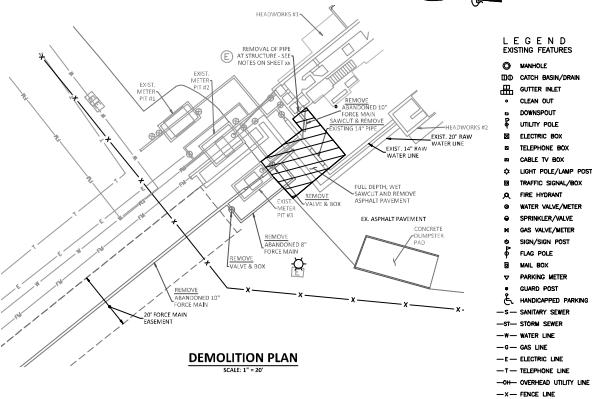 HEADWORKS #1
REMOVAL OF PIPE
AT STRUCTURE - SEE
NOTES ON SHEET xx
E
EXIST.
METER
PIT #1
EXIST.
METER
PIT #2
REMOVE
ABANDONED 10"
FORCE MAIN
SAWCUT & REMOVE
EXISTING 14" PIPE
HEADWORKS #2
EXIST. 20" RAW
WATER LINE
EXIST. 14" RAW
WATER LINE
FULL DEPTH, WET
SAWCUT AND REMOVE
ASPHALT PAVEMENT
REMOVE
VALVE & BOX
EXIST.
METER
PIT #3
EX. ASPHALT PAVEMENT
CONCRETE
DUMPSTER
PAD
REMOVE
ABANDONED 8"
FORCE MAIN
REMOVE
VALVE & BOX
REMOVE
ABANDONED 10"
FORCE MAIN
20' FORCE MAIN
EASEMENT
DEMOLITION PLAN
SCALE: 1" = 20'
LEGEND
EXISTING FEATURES
MANHOLE
CATCH BASIN/DRAIN
GUTTER INLET
CLEAN OUT
DOWNSPOUT
UTILITY POLE
ELECTRIC BOX
TELEPHONE BOX
CABLE TV BOX
LIGHT POLE/LAMP POST
TRAFFIC SIGNAL/BOX
FIRE HYDRANT
WATER VALVE/METER
SPRINKLER/VALVE
GAS VALVE/METER
SIGN/SIGN POST
FLAG POLE
MAIL BOX
PARKING METER
GUARD POST
HANDICAPPED PARKING
S SANITARY SEWER
ST STORM SEWER
W WATER LINE
G GAS LINE
E ELECTRIC LINE
T TELEPHONE LINE
OH OVERHEAD UTILITY LINE
X FENCE LINE